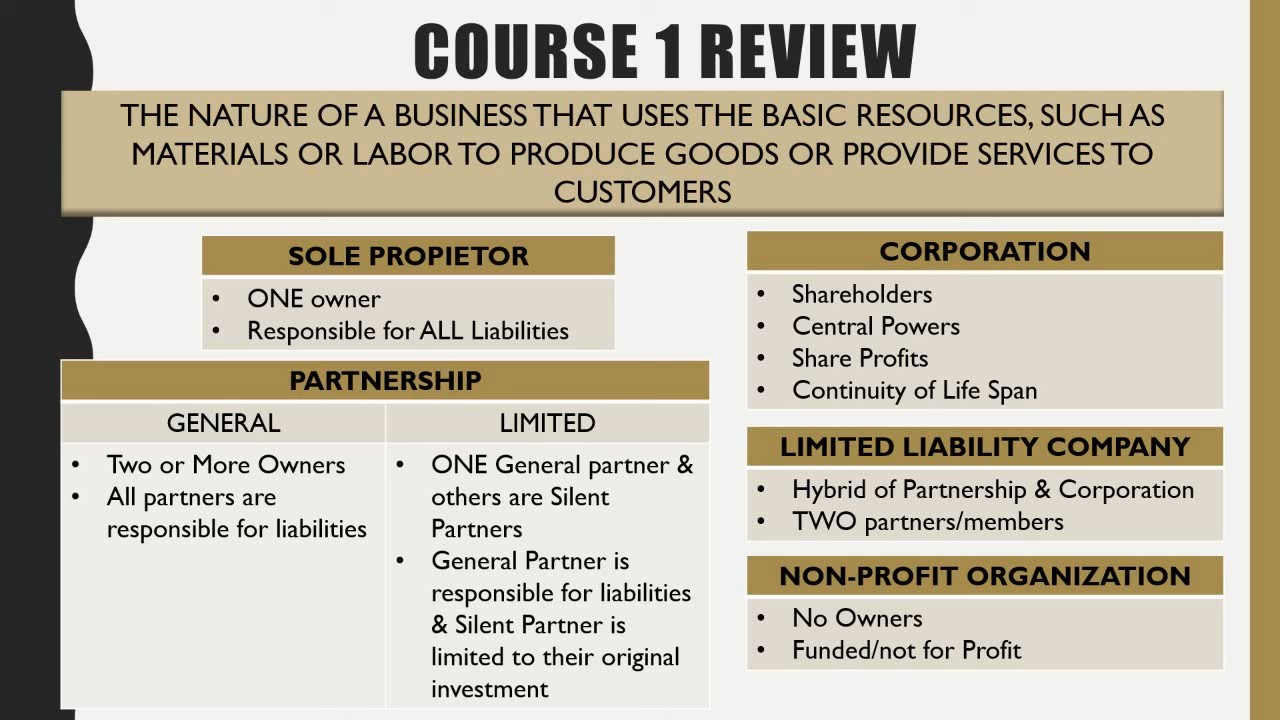 COURSE 1 REVIEW
THE NATURE OF A BUSINESS THAT USES THE BASIC RESOURCES, SUCH AS
MATERIALS OR LABOR TO PRODUCE GOODS OR PROVIDE SERVICES TO
CUSTOMERS
SOLE PROPIETOR
• ONE owner
• Responsible for ALL Liabilities
PARTNERSHIP
GENERAL
• Two or More Owners
• All partners are
responsible for liabilities
LIMITED
• ONE General partner &
others are Silent
Partners
• General Partner is
responsible for liabilities
& Silent Partner is
limited to their original
investment
CORPORATION
• Shareholders
• Central Powers
• Share Profits
• Continuity of Life Span
LIMITED LIABILITY COMPANY
• Hybrid of Partnership & Corporation
• TWO partners/members
NON-PROFIT ORGANIZATION
• No Owners
• Funded/not for Profit